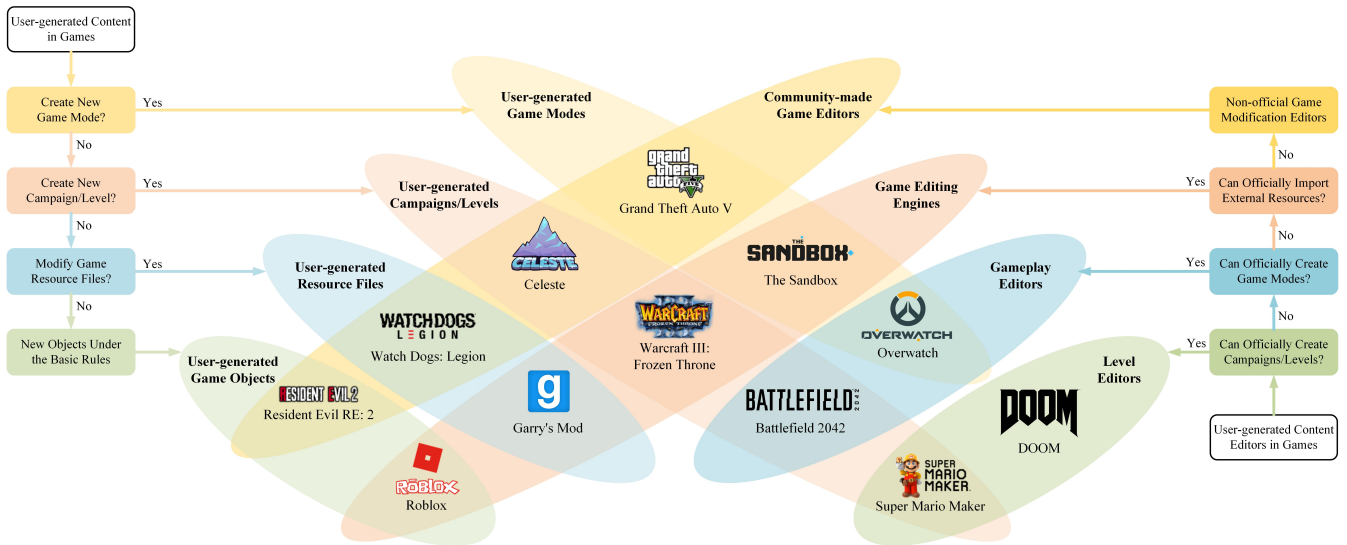 User-generated Content
in Games
Create New
Game Mode?
Yes
No
Create New
Campaign/Level?
Yes
No
Modify Game
Resource Files?
Yes
No
New Objects Under
the Basic Rules
User-generated
Game Modes
User-generated
Campaigns/Levels
User-generated
Resource Files
User-generated
Game Objects
Community-made
Game Editors
Game Editing
Engines
Gameplay
Editors
Level
Editors
grand
theft
auto
Grand Theft Auto V
CELESTE
Celeste
THE
SANDBOX
The Sandbox
WATCH DOGS
LEGION
Watch Dogs: Legion
WARCRAFT
FROZEN THRONE
Warcraft III:
Frozen Throne
OVERWATCH
Overwatch
RESIDENT EVIL 2
Resident Evil RE: 2
g
Garry's Mod
BATTLEFIELD 2042
Battlefield 2042
DOOM
DOOM
ROBLOX
Roblox
SUPER
MARIO
MAKER
Super Mario Maker
Non-official Game
Modification Editors
No
Yes
Can Officially Import
External Resources?
No
Yes
Can Officially Create
Game Modes?
No
Yes
Can Officially Create
Campaigns/Levels?
User-generated Content
Editors in Games